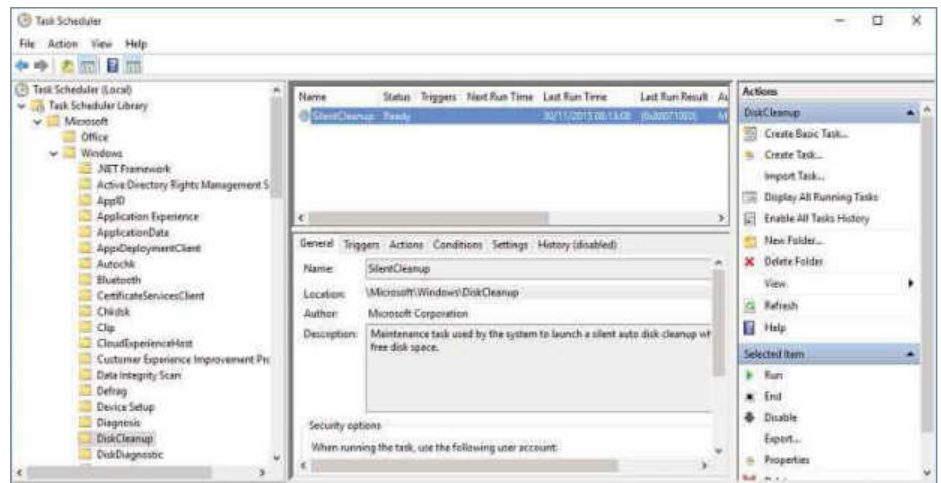 Task Scheduler
File Action View Help
Task Scheduler (Local)
Task Scheduler Library
Microsoft
Office
Windows
.NET Framework
Active Directory Rights Management S
AppID
Application Experience
ApplicationData
AppxDeploymentClient
Autochk
Bluetooth
CertificateServicesClient
Chkdsk
Clip
CloudExperienceHost
Customer Experience Improvement Pro
Data Integrity Scan
Defrag
Device Setup
Diagnosis
DiskCleanup
DiskDiagnostic
Name Status Triggers Next Run Time Last Run Time Last Run Result Au
SilentCleanup Ready 30/11/2015 08:13:08 M
General Triggers Actions Conditions Settings History (disabled)
Name: SilentCleanup
Location: \Microsoft\Windows\DiskCleanup
Author: Microsoft Corporation
Description: Maintenance task used by the system to launch a silent auto disk cleanup wh
free disk space.
Security options
When running the task, use the following user account:
Actions
DiskCleanup
Create Basic Task...
Create Task...
Import Task...
Display All Running Tasks
Enable All Tasks History
New Folder...
Delete Folder
View
Refresh
Help
Selected Item
Run
End
Disable
Export...
Properties